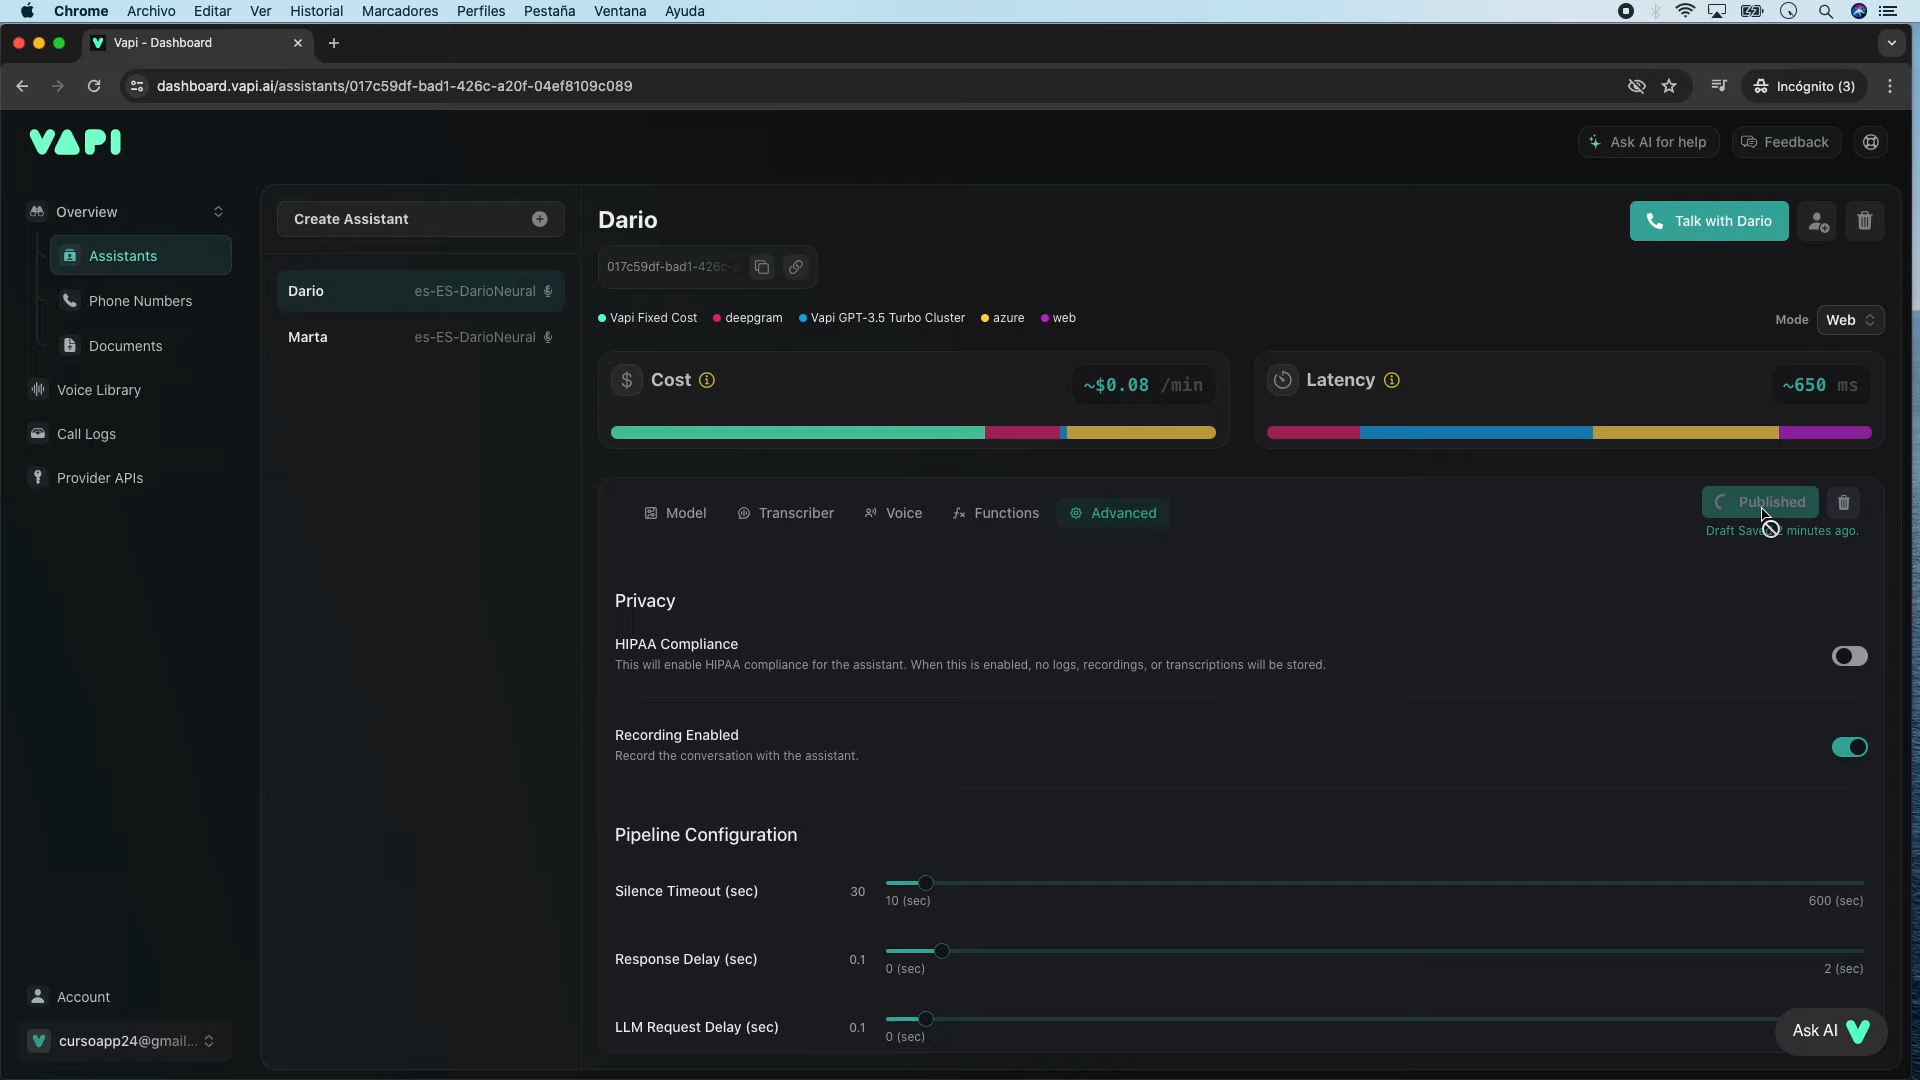 Chrome Archivo Editar Ver Historial Marcadores Perfiles Pestaña Ventana Ayuda
Vapi - Dashboard
dashboard.vapi.ai/assistants/017c59df-bad1-426c-a20f-04ef8109c089
Incógnito (3)
VAPI
Ask AI for help
Feedback
Overview
Assistants
Phone Numbers
Documents
Voice Library
Call Logs
Provider APIs
Account
cursoapp24@gmail...
Create Assistant
Dario es-ES-DarioNeural
Marta es-ES-DarioNeural
Dario
Talk with Dario
017c59df-bad1-426c-a
Vapi Fixed Cost deepgram Vapi GPT-3.5 Turbo Cluster azure web
Mode Web
Cost ~$0.08 /min
Latency ~650 ms
Model Transcriber Voice Functions Advanced
Published
Draft Saved 2 minutes ago.
Privacy
HIPAA Compliance
This will enable HIPAA compliance for the assistant. When this is enabled, no logs, recordings, or transcriptions will be stored.
Recording Enabled
Record the conversation with the assistant.
Pipeline Configuration
Silence Timeout (sec) 30
10 (sec) 600 (sec)
Response Delay (sec) 0.1
0 (sec) 2 (sec)
LLM Request Delay (sec) 0.1
0 (sec)
Ask AI